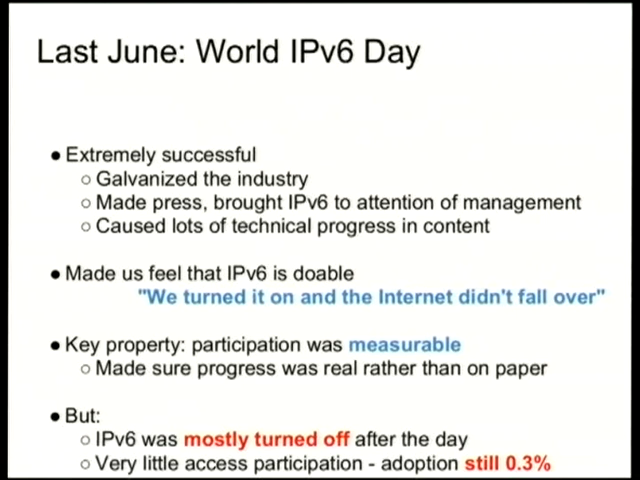 Last June: World IPv6 Day
● Extremely successful
○ Galvanized the industry
○ Made press, brought IPv6 to attention of management
○ Caused lots of technical progress in content
● Made us feel that IPv6 is doable
"We turned it on and the Internet didn't fall over"
● Key property: participation was measurable
○ Made sure progress was real rather than on paper
● But:
○ IPv6 was mostly turned off after the day
○ Very little access participation - adoption still 0.3%